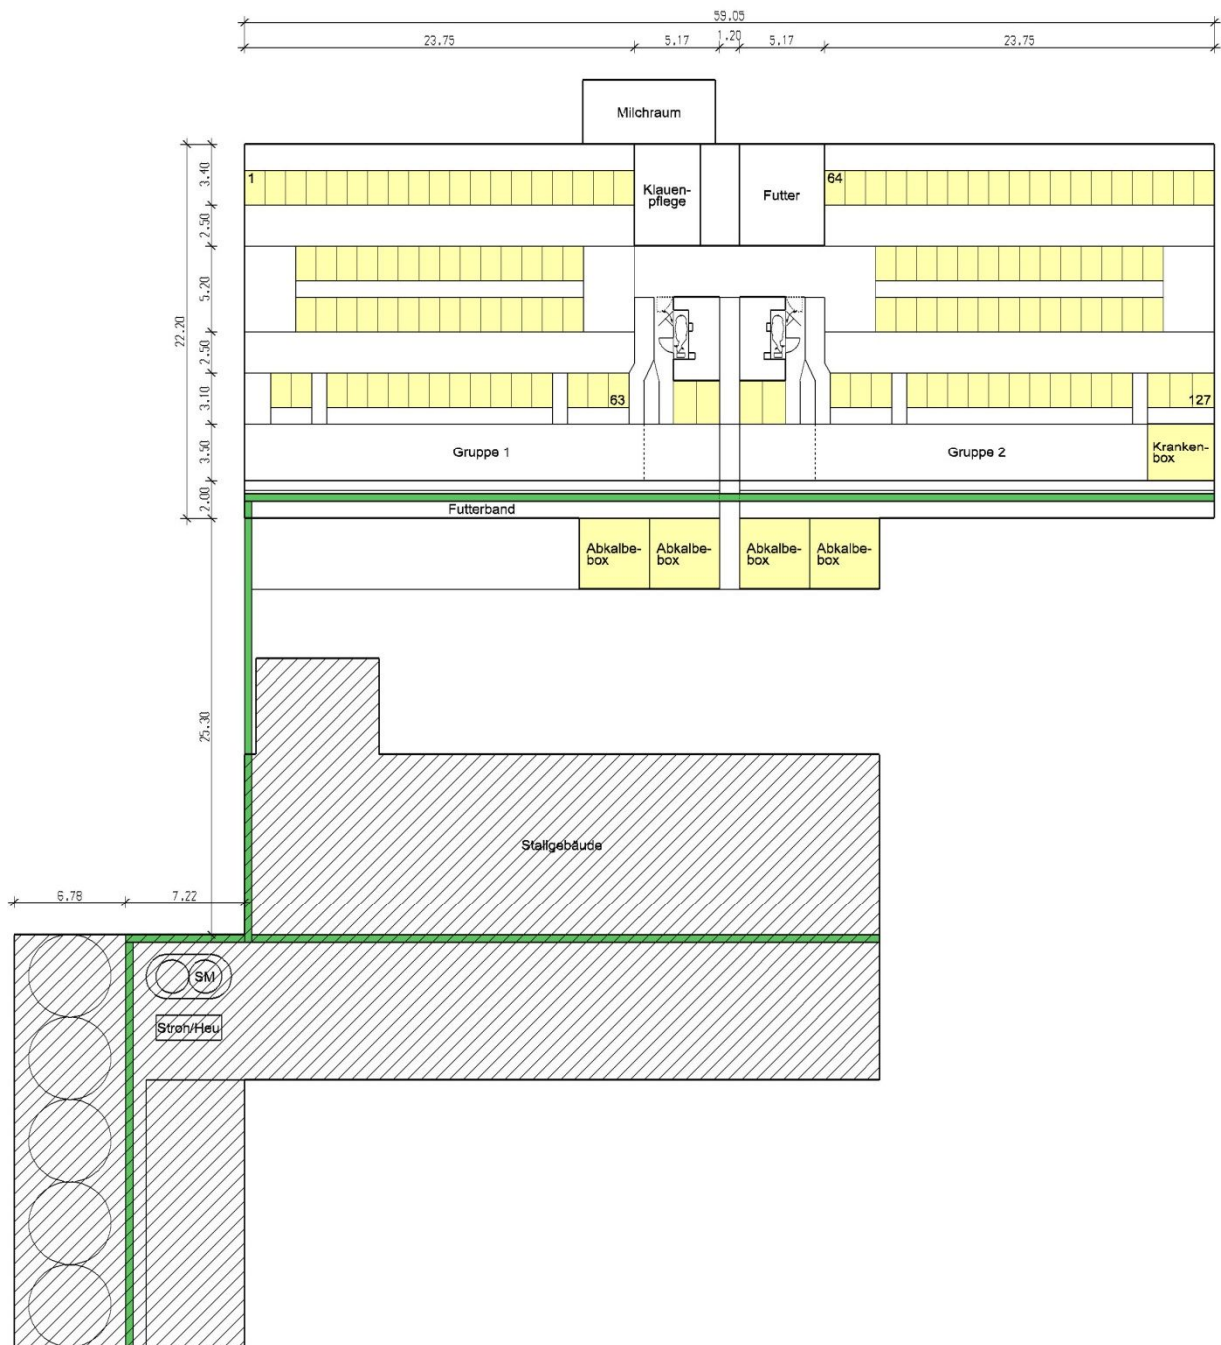 59.05
23.75
5.17
1.20
5.17
23.75
Milchraum
3.40
2.50
5.20
2.50
3.10
3.50
2.00
22.20
25.30
1
Klauen-
pflege
Futter
64
63
127
Gruppe 1
Gruppe 2
Kranken-
box
Futterband
Abkalbe-
box
Abkalbe-
box
Abkalbe-
box
Abkalbe-
box
Stallgebäude
6.78
7.22
SM
Stroh/Heu